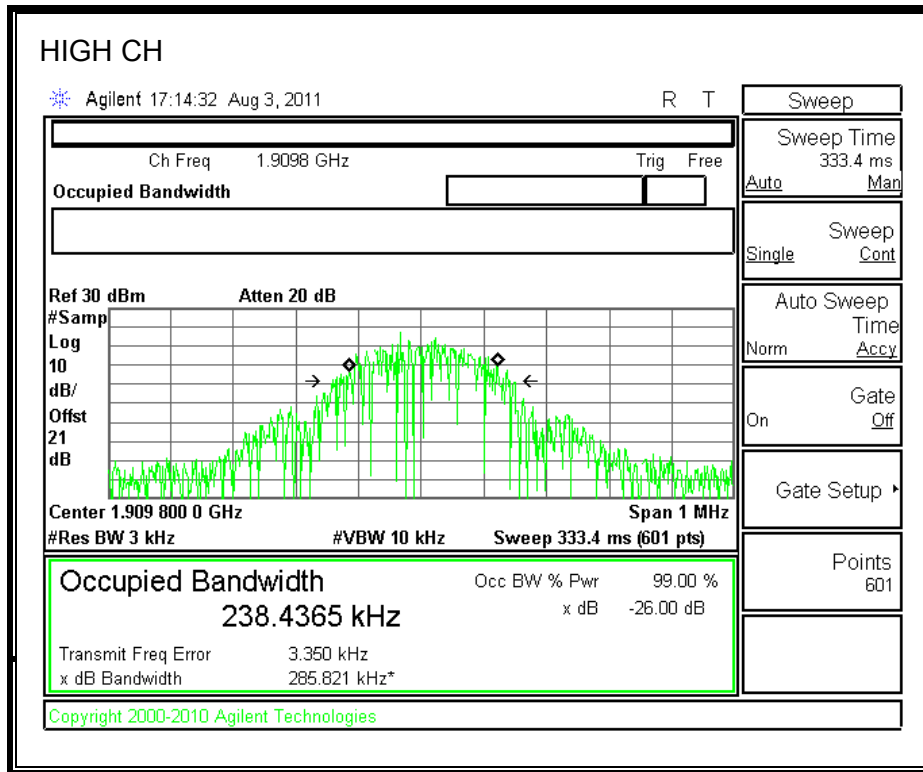 HIGH CH
Agilent 17:14:32 Aug 3, 2011 R T
Sweep
Ch Freq 1.9098 GHz Trig Free
Occupied Bandwidth
Sweep Time
333.4 ms
Auto Man
Sweep
Single Cont
Ref 30 dBm Atten 20 dB
#Samp
Log
10
dB/
Offst
21
dB
Auto Sweep
Time
Norm Accy
Gate
On Off
Gate Setup
Center 1.909 800 0 GHz Span 1 MHz
#Res BW 3 kHz #VBW 10 kHz Sweep 333.4 ms (601 pts)
Points
601
Occupied Bandwidth
238.4365 kHz
Occ BW % Pwr 99.00 %
x dB -26.00 dB
Transmit Freq Error 3.350 kHz
x dB Bandwidth 285.821 kHz*
Copyright 2000-2010 Agilent Technologies